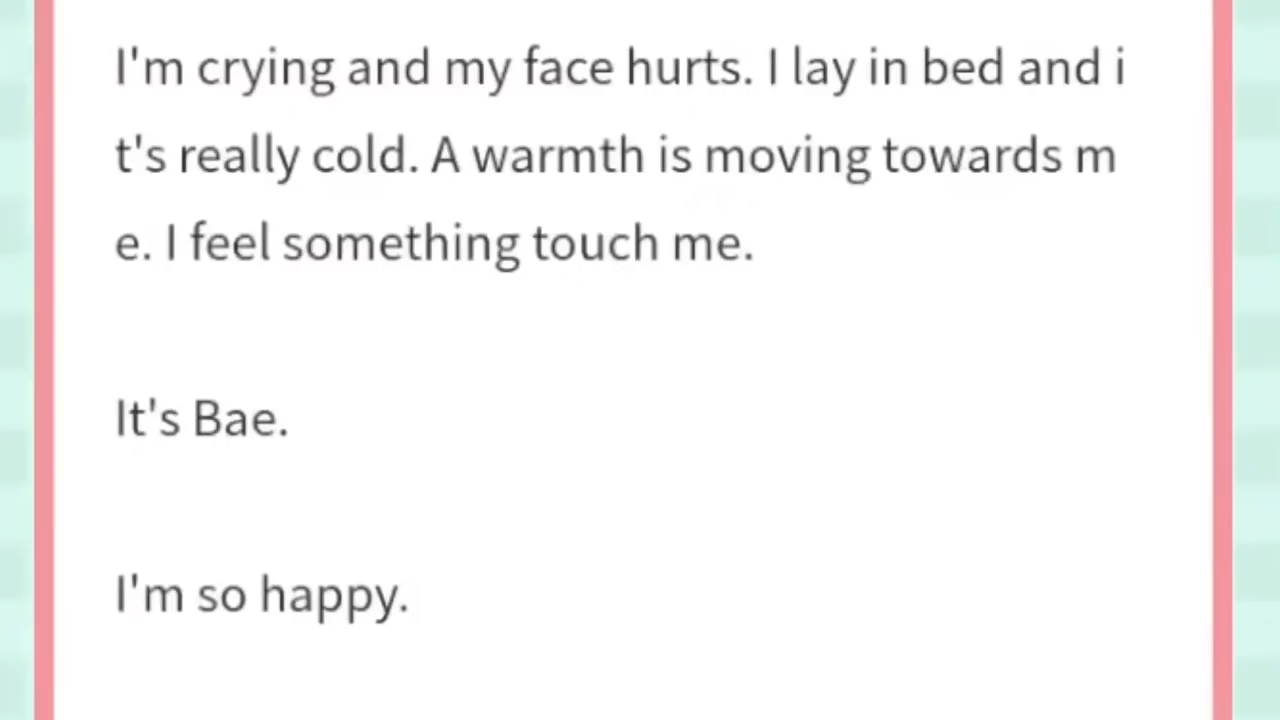 I'm crying and my face hurts. I lay in bed and i
t's really cold. A warmth is moving towards m
e. I feel something touch me.
It's Bae.
I'm so happy.